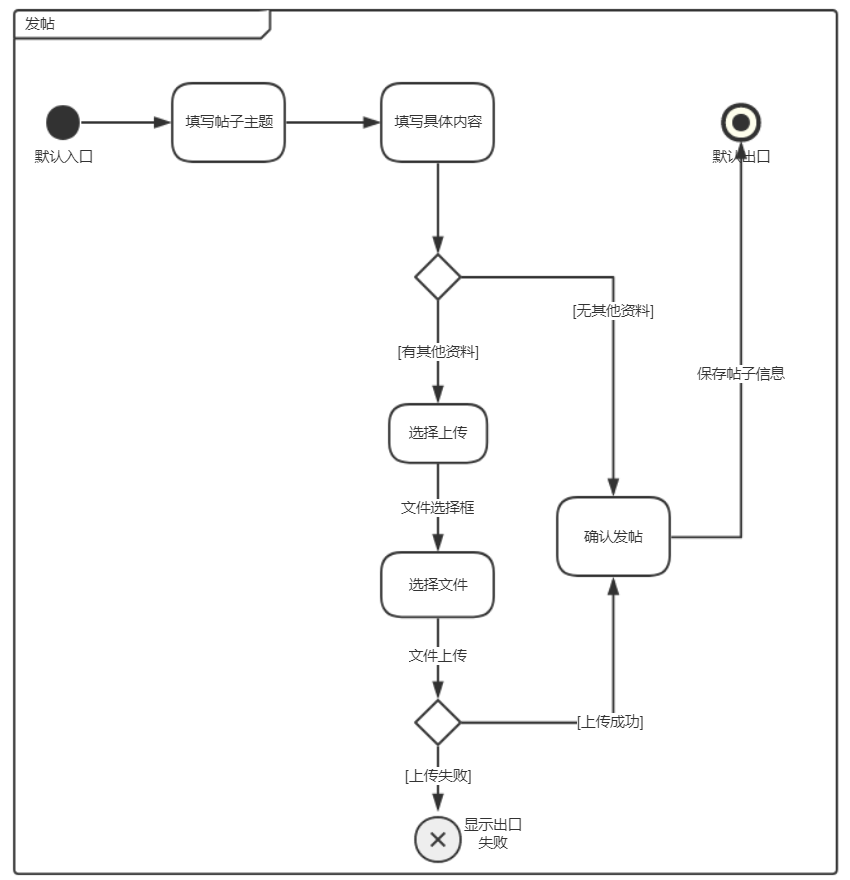 发帖
默认入口
填写帖子主题
填写具体内容
默认出口
[无其他资料]
[有其他资料]
保存帖子信息
选择上传
文件选择框
确认发帖
选择文件
文件上传
[上传成功]
[上传失败]
显示出口
失败